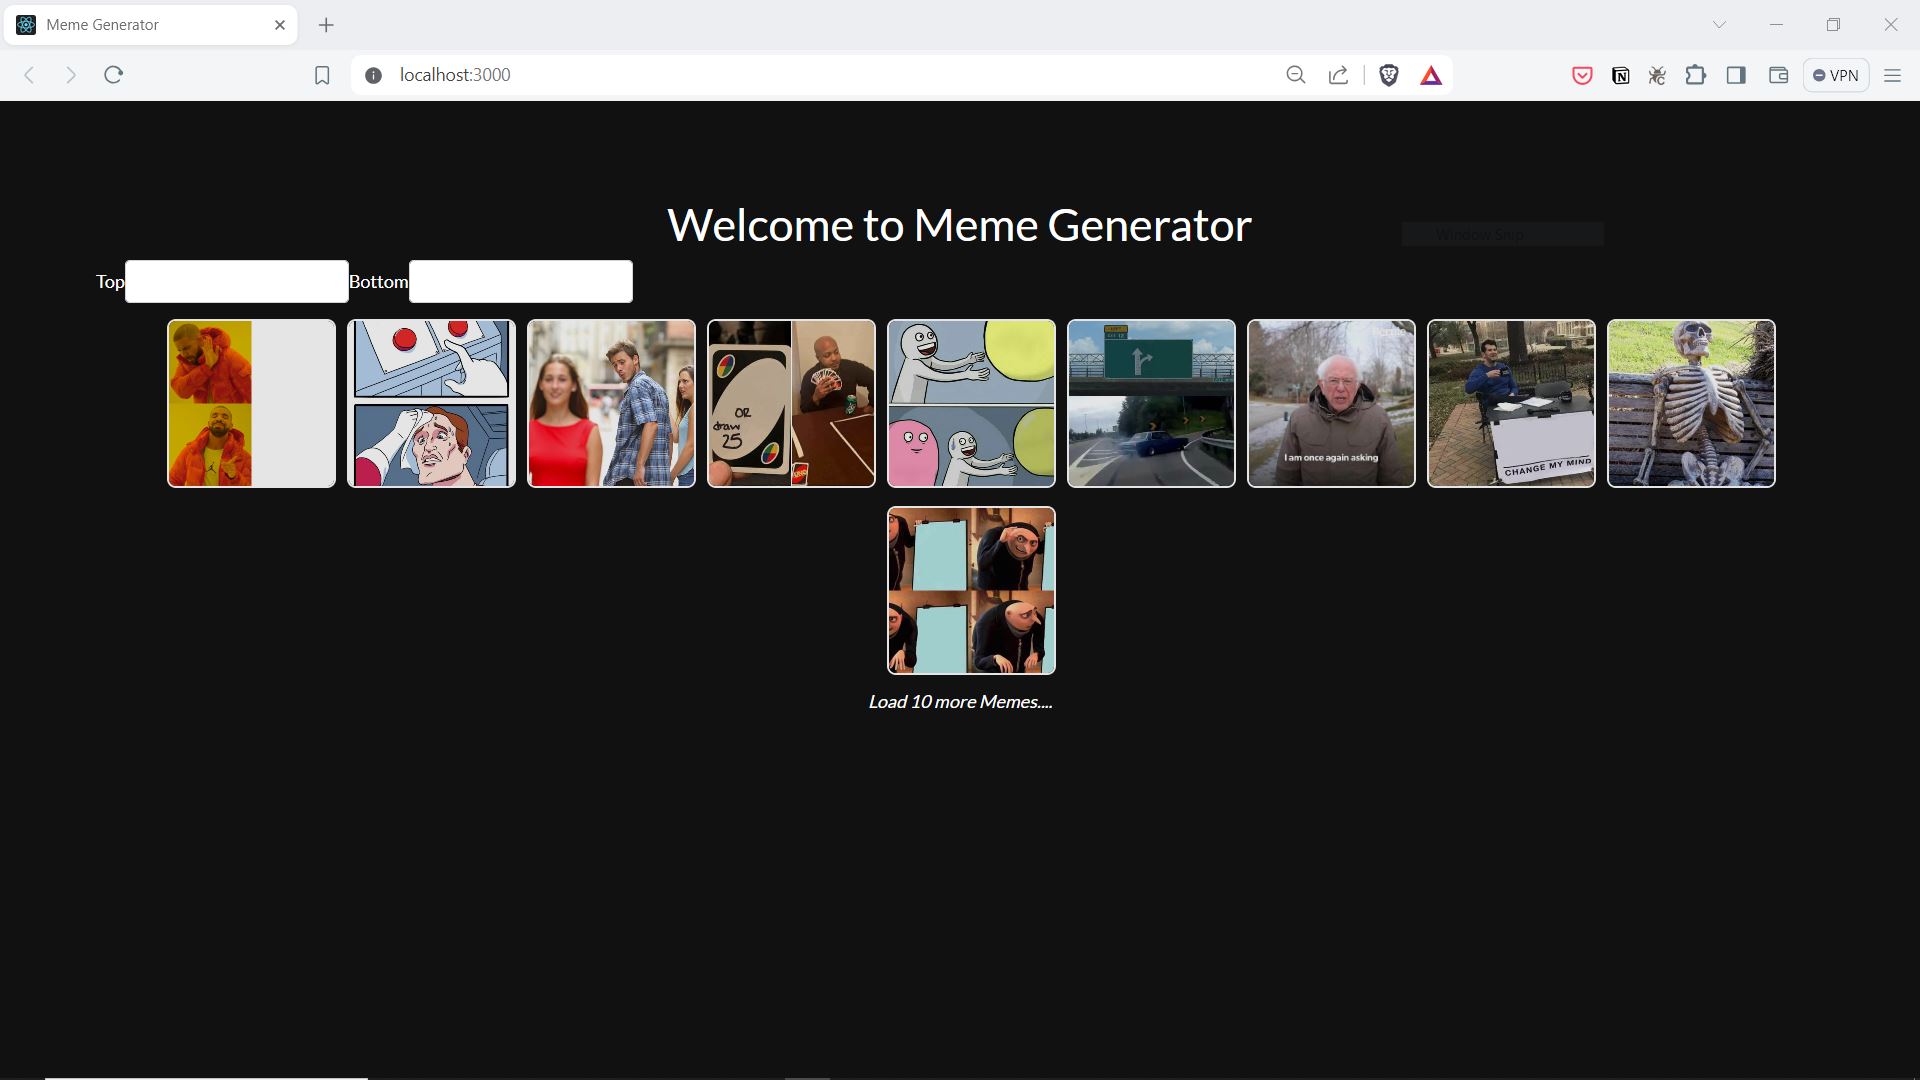 Meme Generator
localhost:3000
VPN
Welcome to Meme Generator
Window Snip
Top
Bottom
OR
draw
25
UNO
I am once again asking
CHANGE MY MIND
Load 10 more Memes....